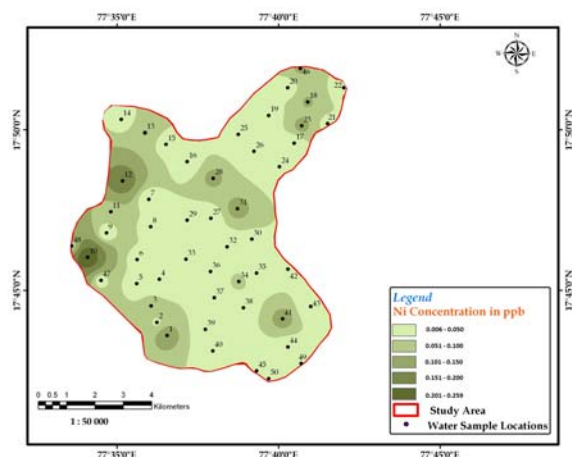 77°35'0"E 77°40'0"E 77°45'0"E
N
W E
S
46
20 22
18
14 19
23 21
13 25
17°50'0"N 17°50'0"N
15 17
26
16 24
12 28
7 31
11
29 27
9 8
30
48 32
10 6 33
36 35 42
47 5 4 34
17°45'0"N 17°45'0"N
37
3 38 43
2 41
1 39
40 44
45 49
50
Legend
Ni Concentration in ppb
0.006 - 0.050
0.051 - 0.100
0.101 - 0.150
0.151 - 0.200
0.201 - 0.259
Study Area
Water Sample Locations
0 0.5 1 2 3 4
Kilometers
1 : 50 000
77°35'0"E 77°40'0"E 77°45'0"E